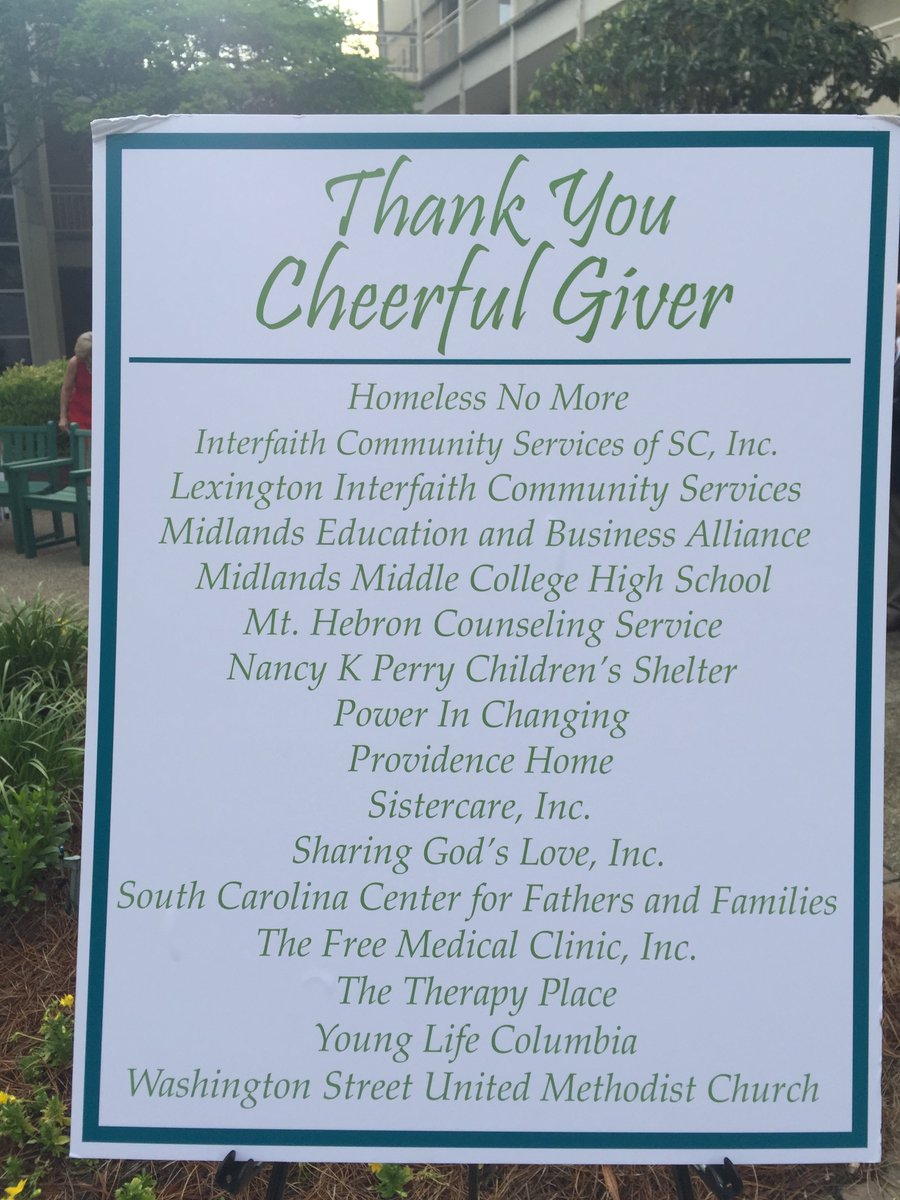 Thank You
Cheerful Giver
Homeless No More
Interfaith Community Services of SC, Inc.
Lexington Interfaith Community Services
Midlands Education and Business Alliance
Midlands Middle College High School
Mt. Hebron Counseling Service
Nancy K Perry Children's Shelter
Power In Changing
Providence Home
Sistercare, Inc.
Sharing God's Love, Inc.
South Carolina Center for Fathers and Families
The Free Medical Clinic, Inc.
The Therapy Place
Young Life Columbia
Washington Street United Methodist Church